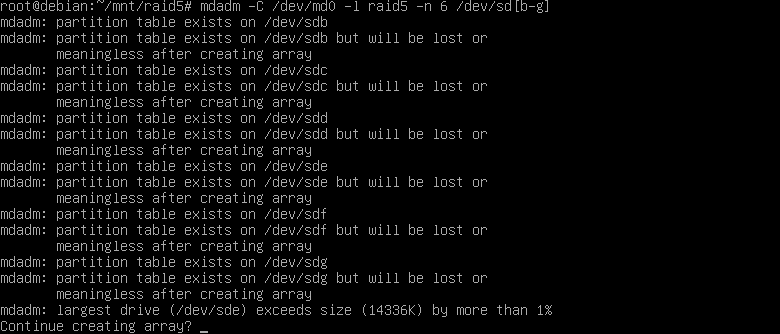 root@debian:~/mnt/raid5# mdadm -C /dev/md0 -l raid5 -n 6 /dev/sd[b-g]
mdadm: partition table exists on /dev/sdb
mdadm: partition table exists on /dev/sdb but will be lost or
       meaningless after creating array
mdadm: partition table exists on /dev/sdc
mdadm: partition table exists on /dev/sdc but will be lost or
       meaningless after creating array
mdadm: partition table exists on /dev/sdd
mdadm: partition table exists on /dev/sdd but will be lost or
       meaningless after creating array
mdadm: partition table exists on /dev/sde
mdadm: partition table exists on /dev/sde but will be lost or
       meaningless after creating array
mdadm: partition table exists on /dev/sdf
mdadm: partition table exists on /dev/sdf but will be lost or
       meaningless after creating array
mdadm: partition table exists on /dev/sdg
mdadm: partition table exists on /dev/sdg but will be lost or
       meaningless after creating array
mdadm: largest drive (/dev/sde) exceeds size (14336K) by more than 1%
Continue creating array? _